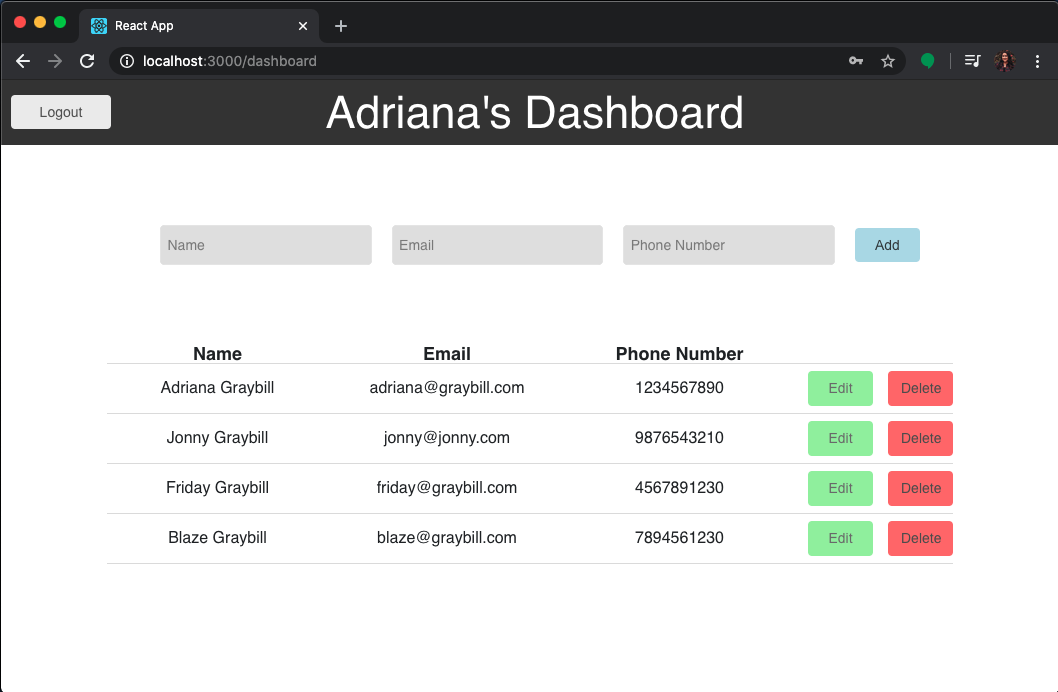 React App
localhost:3000/dashboard
Logout Adriana's Dashboard
Name Email Phone Number Add
Name Email Phone Number
Adriana Graybill adriana@graybill.com 1234567890 Edit Delete
Jonny Graybill jonny@jonny.com 9876543210 Edit Delete
Friday Graybill friday@graybill.com 4567891230 Edit Delete
Blaze Graybill blaze@graybill.com 7894561230 Edit Delete